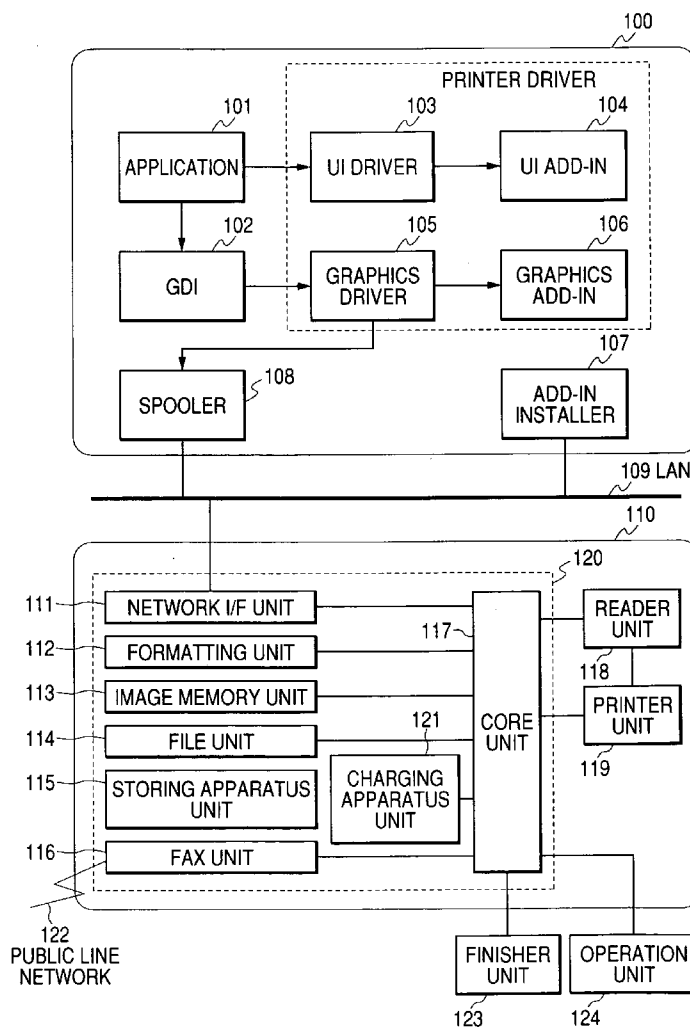 100
PRINTER DRIVER
101
103
104
APPLICATION
UI DRIVER
UI ADD-IN
102
105
106
GDI
GRAPHICS
DRIVER
GRAPHICS
ADD-IN
107
SPOOLER
108
ADD-IN
INSTALLER
109 LAN
110
120
111
NETWORK I/F UNIT
117
READER
UNIT
118
112
FORMATTING UNIT
113
IMAGE MEMORY UNIT
CORE
UNIT
PRINTER
UNIT
119
114
FILE UNIT
121
115
STORING APPARATUS
UNIT
CHARGING
APPARATUS
UNIT
116
FAX UNIT
122
PUBLIC LINE
NETWORK
FINISHER
UNIT
123
OPERATION
UNIT
124